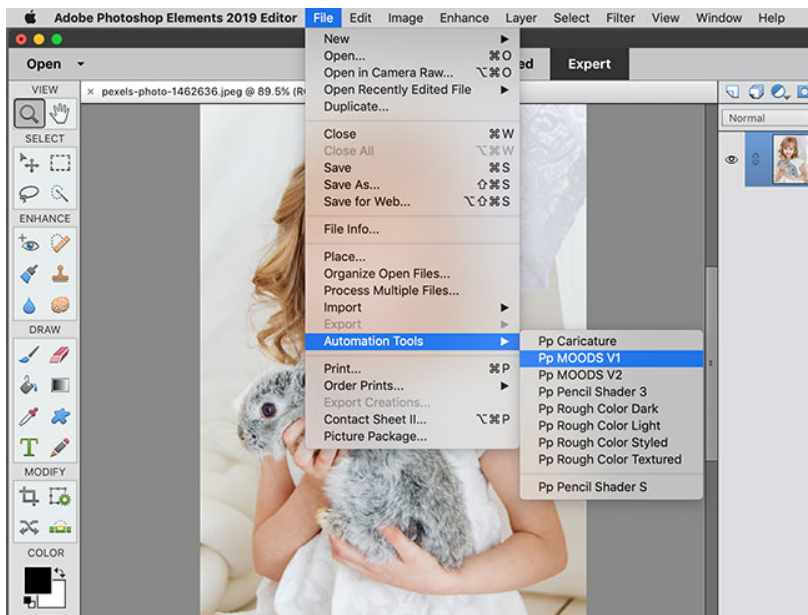 Adobe Photoshop Elements 2019 Editor File Edit Image Enhance Layer Select Filter View Window Help
Open
ed
Expert
× pexels-photo-1462636.jpeg @ 89.5% (R
VIEW
SELECT
ENHANCE
DRAW
T
MODIFY
COLOR
New
Open... ⌘O
Open in Camera Raw... ⌥⌘O
Open Recently Edited File
Duplicate...
Close ⌘W
Close All ⌥⌘W
Save ⌘S
Save As... ⇧⌘S
Save for Web... ⌥⇧⌘S
File Info...
Place...
Organize Open Files...
Process Multiple Files...
Import
Export
Automation Tools
Print... ⌘P
Order Prints...
Export Creations...
Contact Sheet II... ⌥⌘P
Picture Package...
Pp Caricature
Pp MOODS V1
Pp MOODS V2
Pp Pencil Shader 3
Pp Rough Color Dark
Pp Rough Color Light
Pp Rough Color Styled
Pp Rough Color Textured
Pp Pencil Shader S
Normal